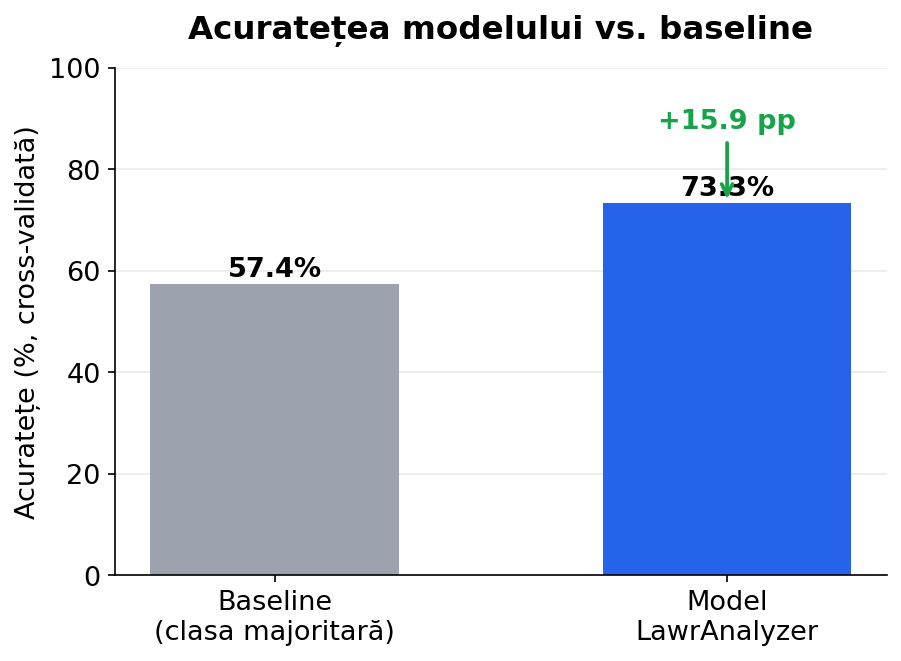 Acuratețea modelului vs. baseline
Acuratețe (%, cross-validată)
100
80
60
40
20
0
57.4%
+15.9 pp
73.3%
Baseline
(clasa majoritară)
Model
LawrAnalyzer